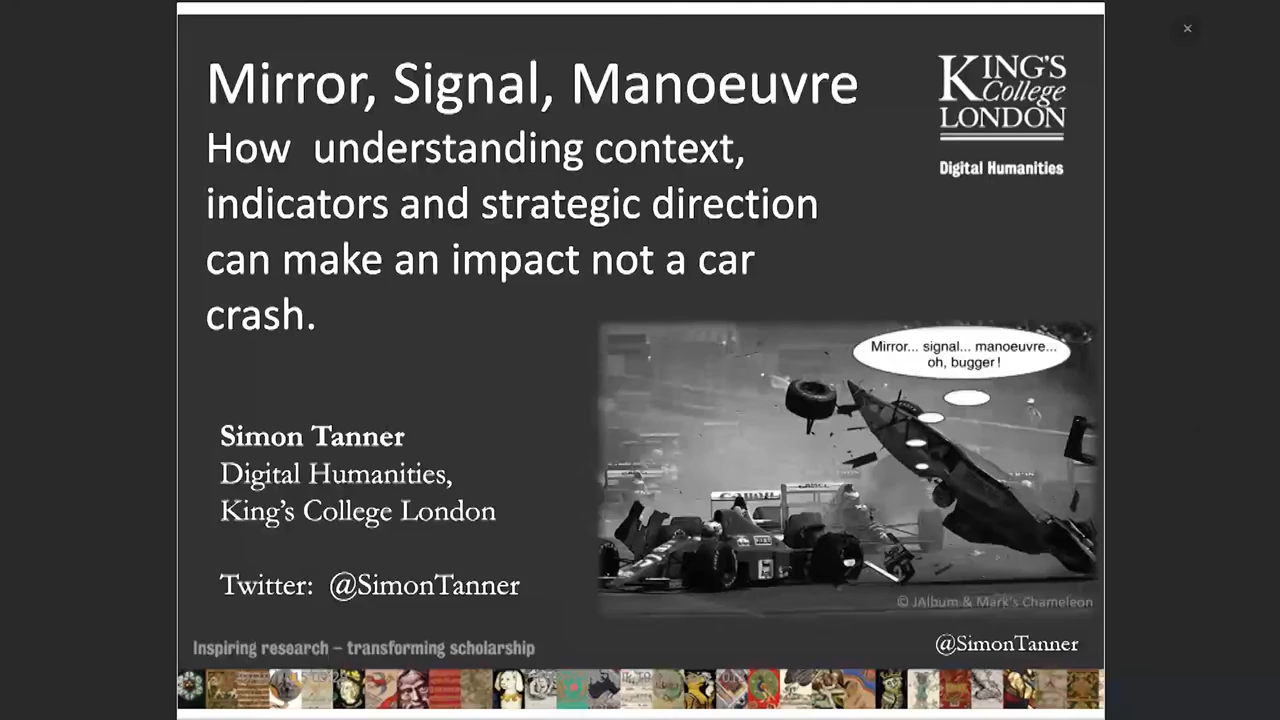 Mirror, Signal, Manoeuvre
How understanding context,
indicators and strategic direction
can make an impact not a car
crash.
KING'S
College
LONDON
Digital Humanities
Mirror... signal... manoeuvre...
oh, bugger!
Simon Tanner
Digital Humanities,
King's College London
Twitter: @SimonTanner
Canon
© JAlbum & Mark's Chameleon
Inspiring research – transforming scholarship
@SimonTanner